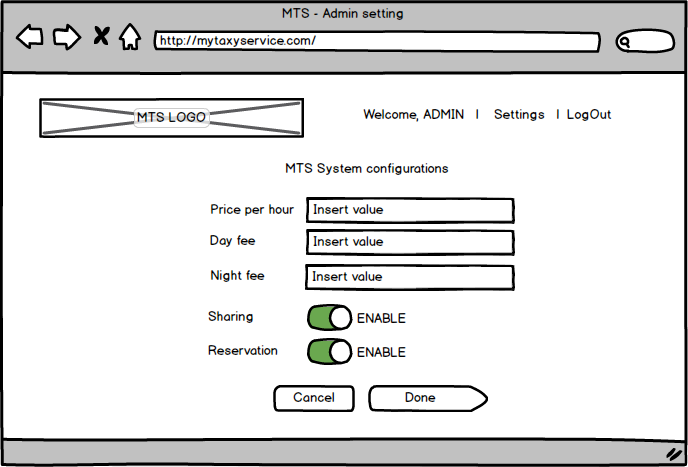 MTS - Admin setting
http://mytaxyservice.com/
MTS LOGO
Welcome, ADMIN | Settings | LogOut
MTS System configurations
Price per hour Insert value
Day fee Insert value
Night fee Insert value
Sharing ENABLE
Reservation ENABLE
Cancel Done